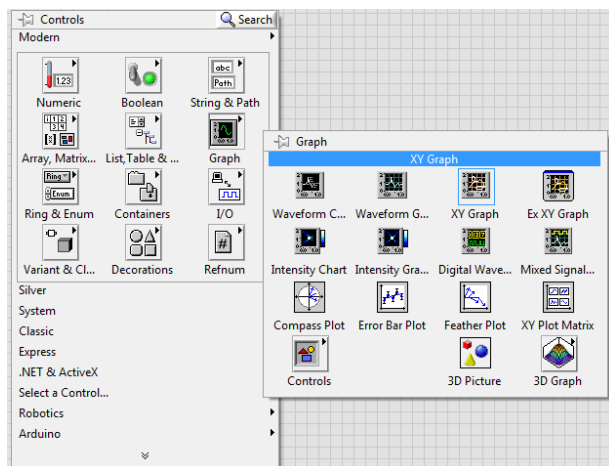 Controls Search
Modern
Numeric Boolean String & Path
Array, Matrix... List, Table & ... Graph
Ring & Enum Containers I/O
Variant & Cl... Decorations Refnum
Silver
System
Classic
Express
.NET & ActiveX
Select a Control...
Robotics
Arduino
Graph
XY Graph
Waveform C... Waveform G... XY Graph Ex XY Graph
Intensity Chart Intensity Gra... Digital Wave... Mixed Signal...
Compass Plot Error Bar Plot Feather Plot XY Plot Matrix
Controls 3D Picture 3D Graph